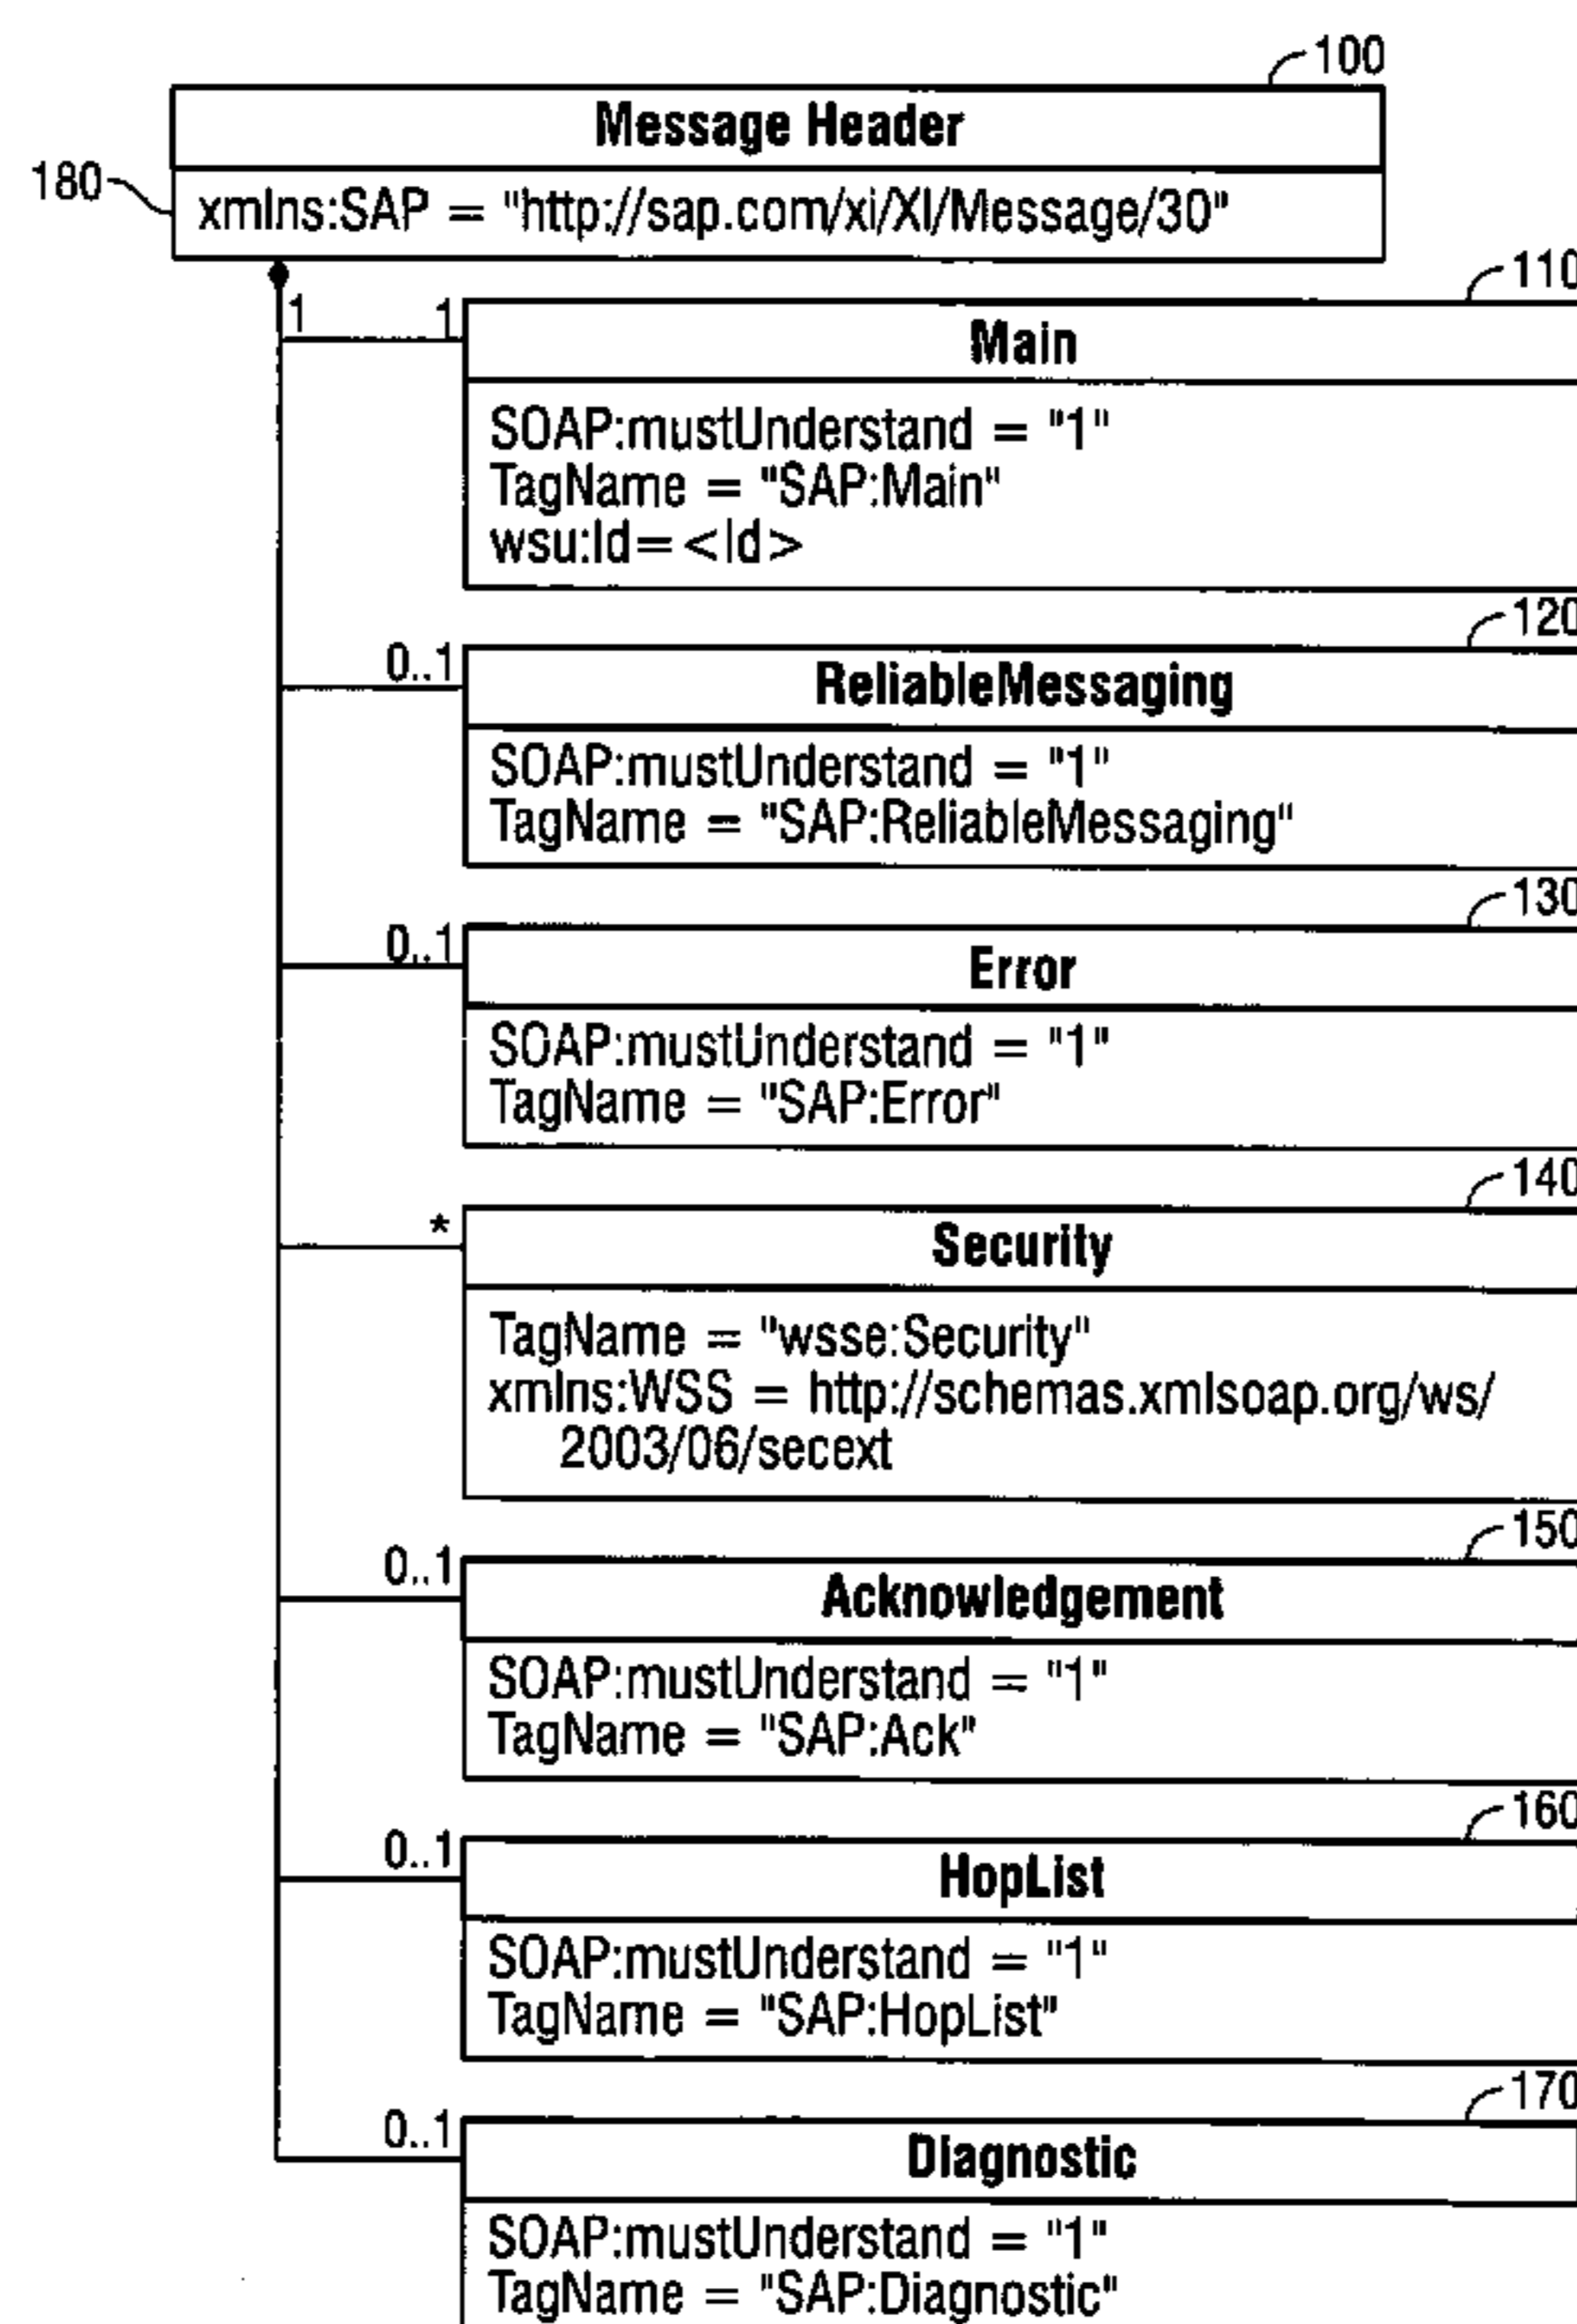 100
Message Header
180
xmlns:SAP = "http://sap.com/xi/XI/Message/30"
110
1 1
Main
SOAP:mustUnderstand = "1"
TagName = "SAP:Main"
wsu:Id=<Id>
120
0..1
ReliableMessaging
SOAP:mustUnderstand = "1"
TagName = "SAP:ReliableMessaging"
130
0..1
Error
SOAP:mustUnderstand = "1"
TagName = "SAP:Error"
140
*
Security
TagName = "wsse:Security"
xmlns:WSS = http://schemas.xmlsoap.org/ws/
2003/06/secext
150
0..1
Acknowledgement
SOAP:mustUnderstand = "1"
TagName = "SAP:Ack"
160
0..1
HopList
SOAP:mustUnderstand = "1"
TagName = "SAP:HopList"
170
0..1
Diagnostic
SOAP:mustUnderstand = "1"
TagName = "SAP:Diagnostic"